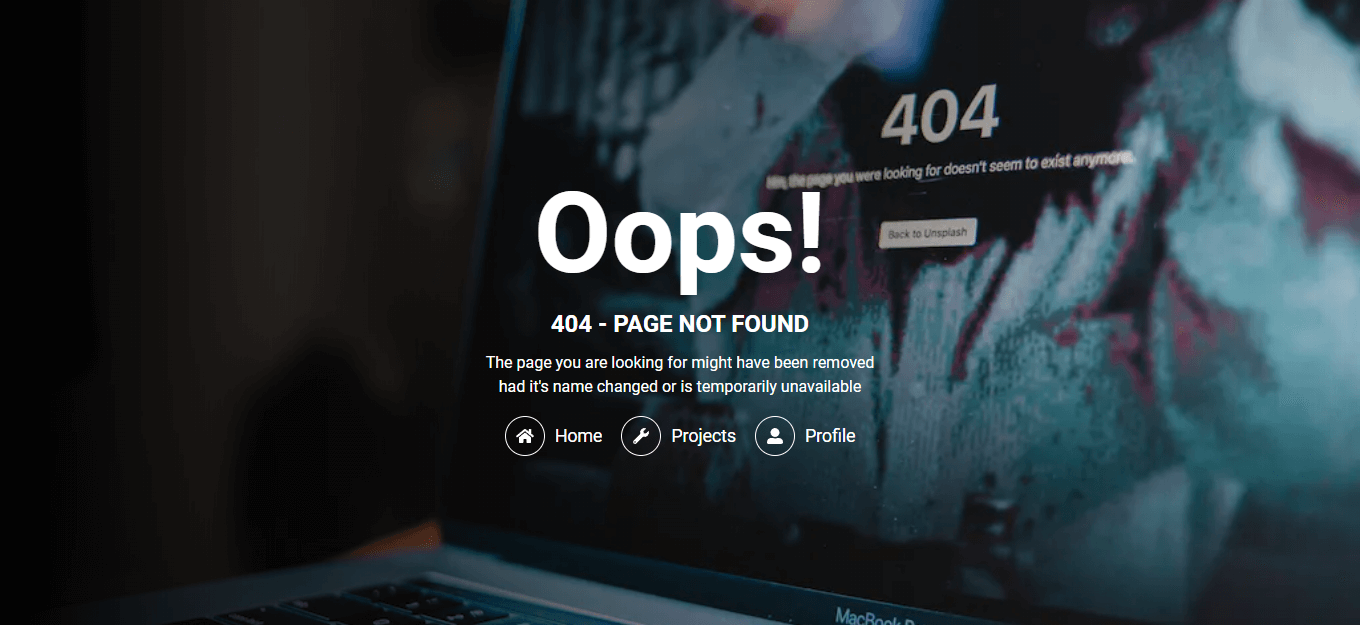 404
Hm, the page you were looking for doesn't seem to exist anymore.
Back to Unsplash
Oops!
404 - PAGE NOT FOUND
The page you are looking for might have been removed
had it's name changed or is temporarily unavailable
Home Projects Profile
MacBook